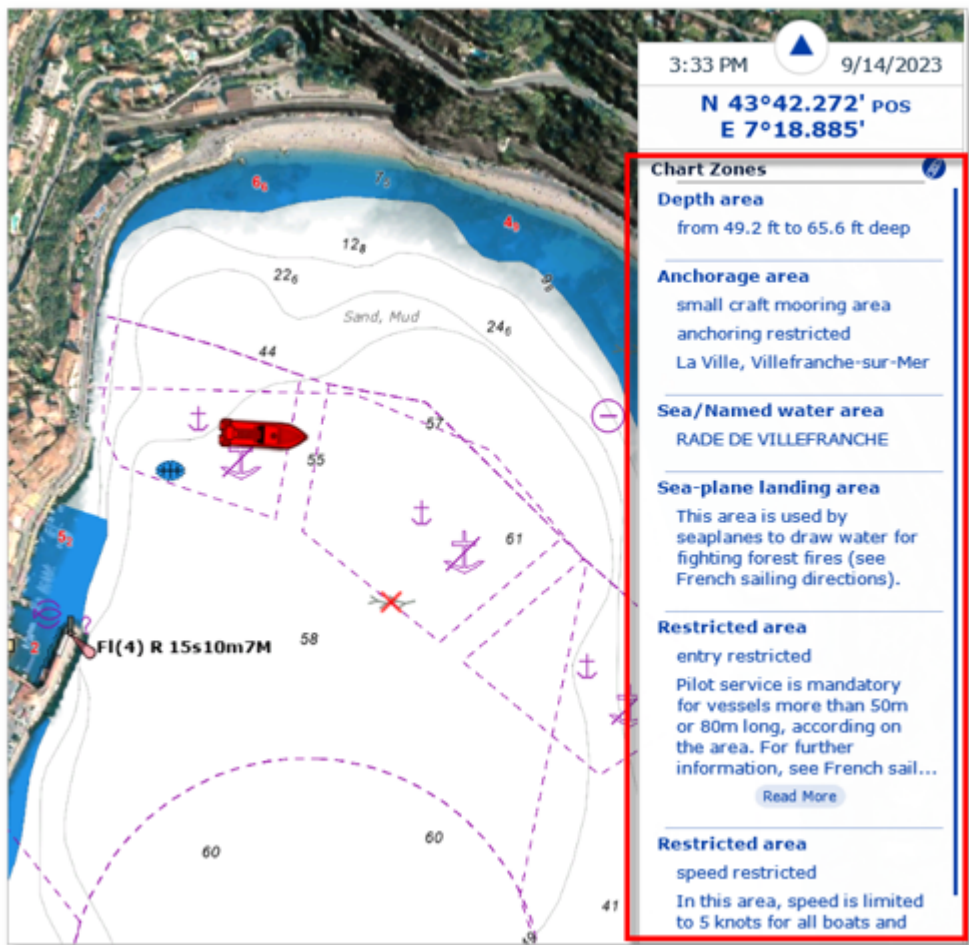 3:33 PM
9/14/2023
N 43°42.272' POS
E 7°18.885'
Chart Zones
Depth area
from 49.2 ft to 65.6 ft deep
Anchorage area
small craft mooring area
anchoring restricted
La Ville, Villefranche-sur-Mer
Sea/Named water area
RADE DE VILLEFRANCHE
Sea-plane landing area
This area is used by
seaplanes to draw water for
fighting forest fires (see
French sailing directions).
Restricted area
entry restricted
Pilot service is mandatory
for vessels more than 50m
or 80m long, according on
the area. For further
information, see French sail...
Read More
Restricted area
speed restricted
In this area, speed is limited
to 5 knots for all boats and
12₈
22₆
Sand, Mud
24₆
44
57
55
61
58
Fl(4) R 15s10m7M
2
60
60
41